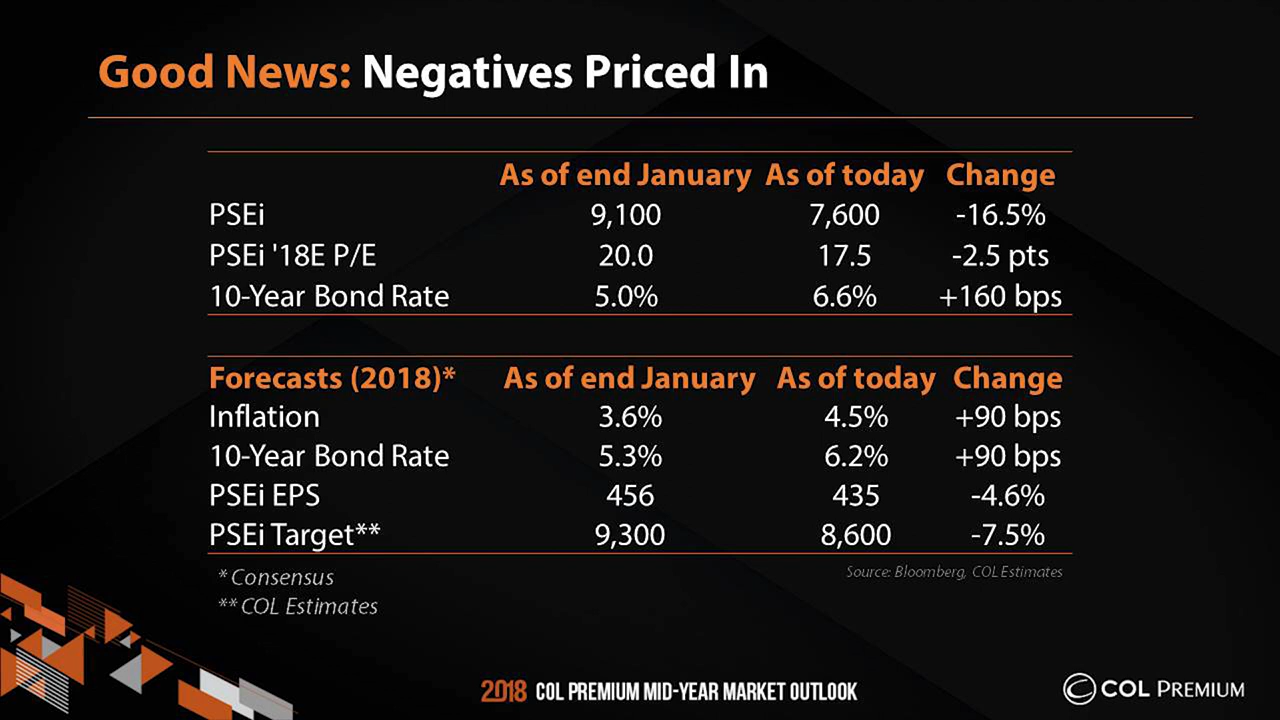 Good News: Negatives Priced In
As of end January As of today Change
PSEi 9,100 7,600 -16.5%
PSEi '18E P/E 20.0 17.5 -2.5 pts
10-Year Bond Rate 5.0% 6.6% +160 bps
Forecasts (2018)* As of end January As of today Change
Inflation 3.6% 4.5% +90 bps
10-Year Bond Rate 5.3% 6.2% +90 bps
PSEi EPS 456 435 -4.6%
PSEi Target** 9,300 8,600 -7.5%
* Consensus
Source: Bloomberg, COL Estimates
** COL Estimates
2018 COL PREMIUM MID-YEAR MARKET OUTLOOK
COL PREMIUM